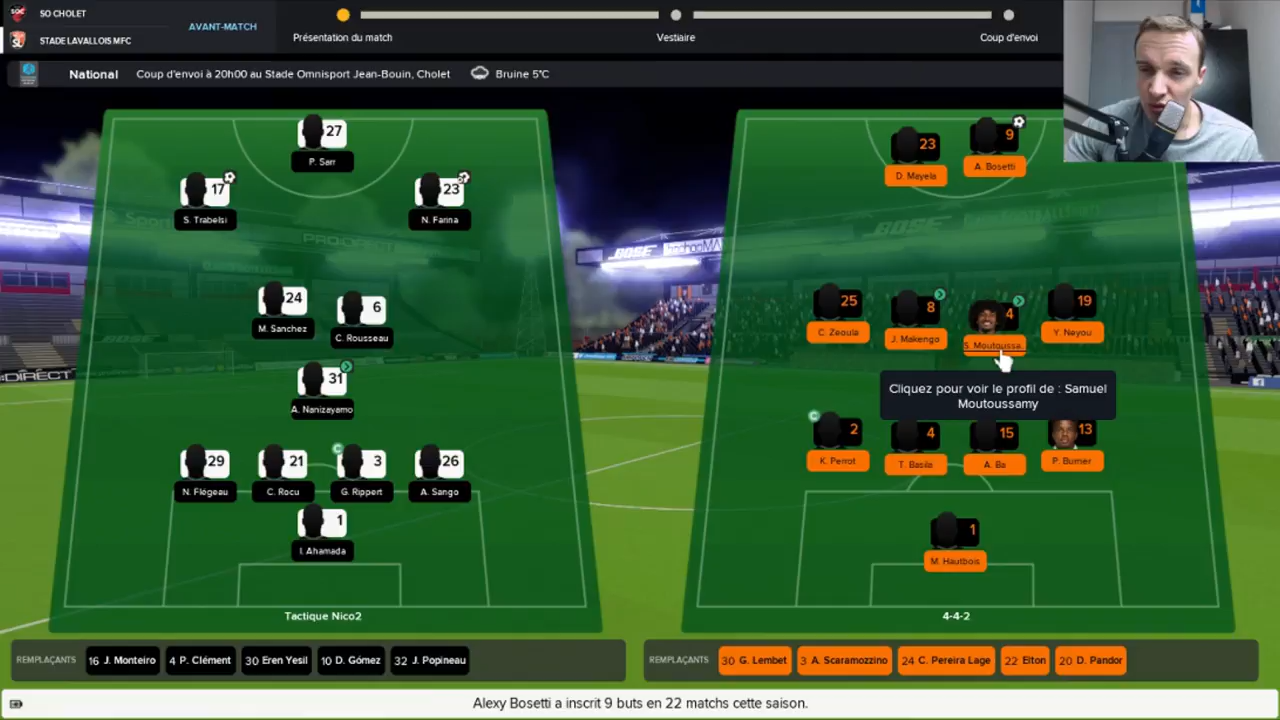 SO CHOLET
STADE LAVALLOIS MFC
AVANT-MATCH
Présentation du match
Vestiaire
Coup d'envoi
National
Coup d'envoi à 20h00 au Stade Omnisport Jean-Bouin, Cholet
Bruine 5°C
27
P. Sarr
17
S. Trabelsi
23
N. Farina
24
M. Sanchez
6
C. Rousseau
31
A. Nanizayamo
29
N. Flégeau
21
C. Rocu
3
G. Rippert
26
A. Sango
1
I. Ahamada
Tactique Nico2
23
D. Mayela
9
A. Bosetti
25
C. Zeoula
8
J. Makengo
4
S. Moutoussa.
19
Y. Neyou
Cliquez pour voir le profil de : Samuel
Moutoussamy
2
K. Perrot
4
T. Basila
15
A. Ba
13
P. Burner
1
M. Hautbois
4-4-2
BOSE
REMPLAÇANTS
16 J. Monteiro
4 P. Clément
30 Eren Yesil
10 D. Gómez
32 J. Popineau
REMPLAÇANTS
30 G. Lembet
3 A. Scaramozzino
24 C. Pereira Lage
22 Elton
20 D. Pandor
Alexy Bosetti a inscrit 9 buts en 22 matchs cette saison.